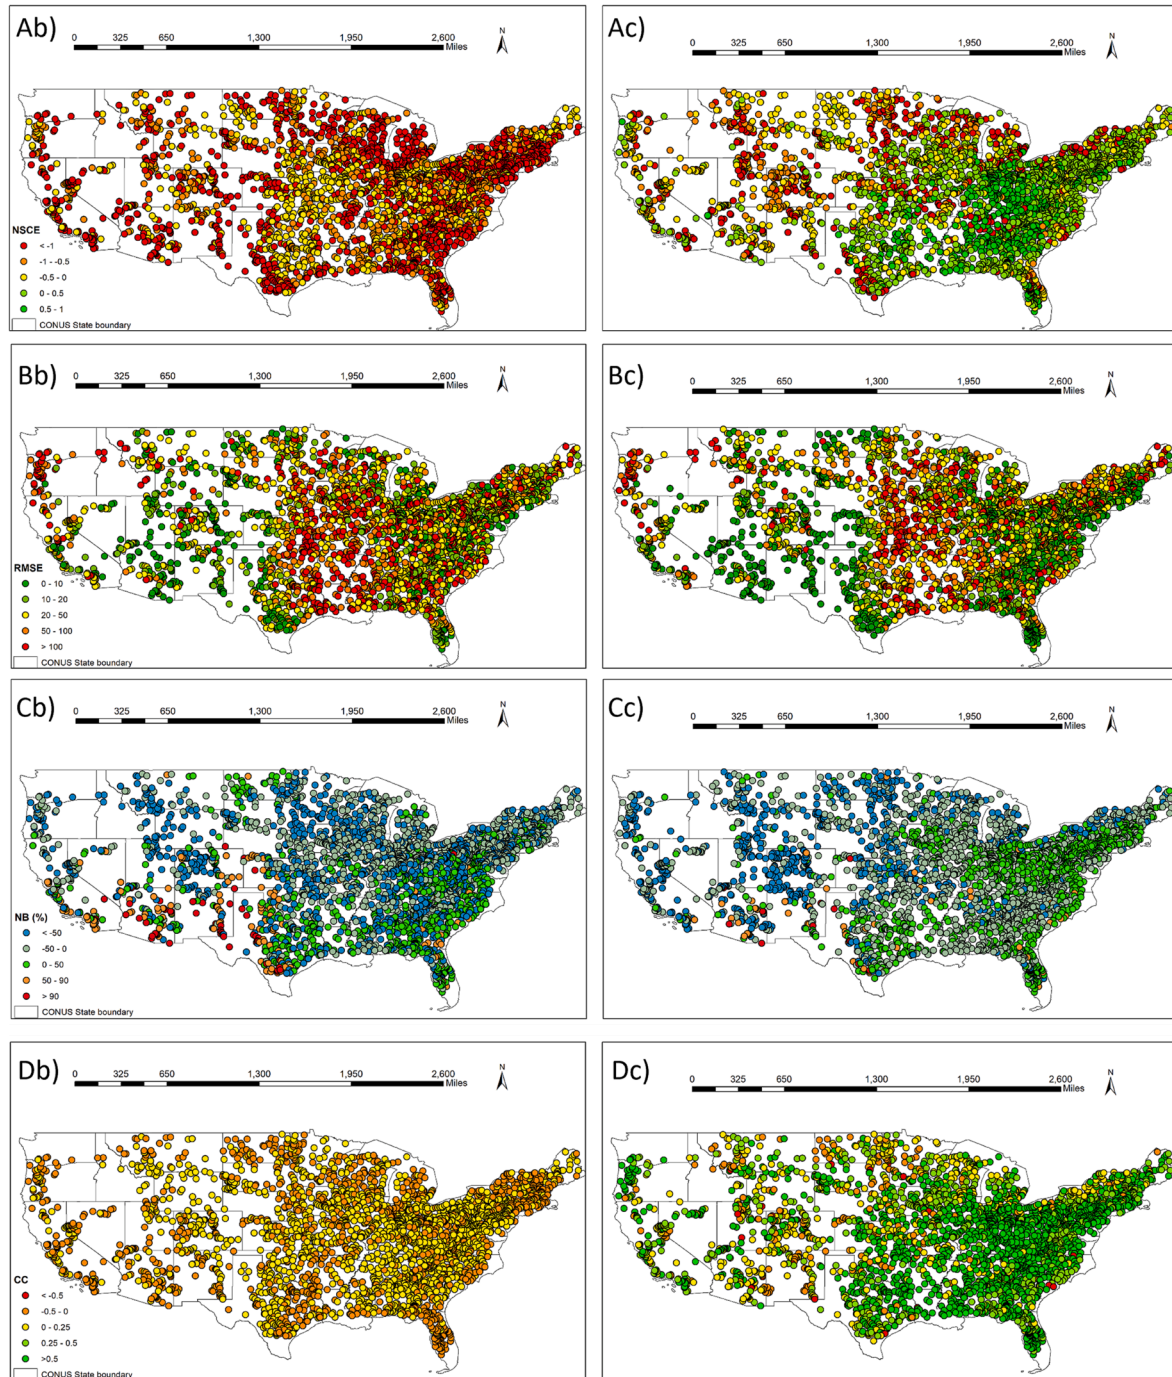 Ab)
N
0 325 650 1,300 1,950 2,600
Miles
NSCE
< -1
-1 - -0.5
-0.5 - 0
0 - 0.5
0.5 - 1
CONUS State boundary
Ac)
N
0 325 650 1,300 1,950 2,600
Miles
Bb)
N
0 325 650 1,300 1,950 2,600
Miles
RMSE
0 - 10
10 - 20
20 - 50
50 - 100
> 100
CONUS State boundary
Bc)
N
0 325 650 1,300 1,950 2,600
Miles
Cb)
N
0 325 650 1,300 1,950 2,600
Miles
NB (%)
< -50
-50 - 0
0 - 50
50 - 90
> 90
CONUS State boundary
Cc)
N
0 325 650 1,300 1,950 2,600
Miles
Db)
N
0 325 650 1,300 1,950 2,600
Miles
CC
< -0.5
-0.5 - 0
0 - 0.25
0.25 - 0.5
>0.5
CONUS State boundary
Dc)
N
0 325 650 1,300 1,950 2,600
Miles